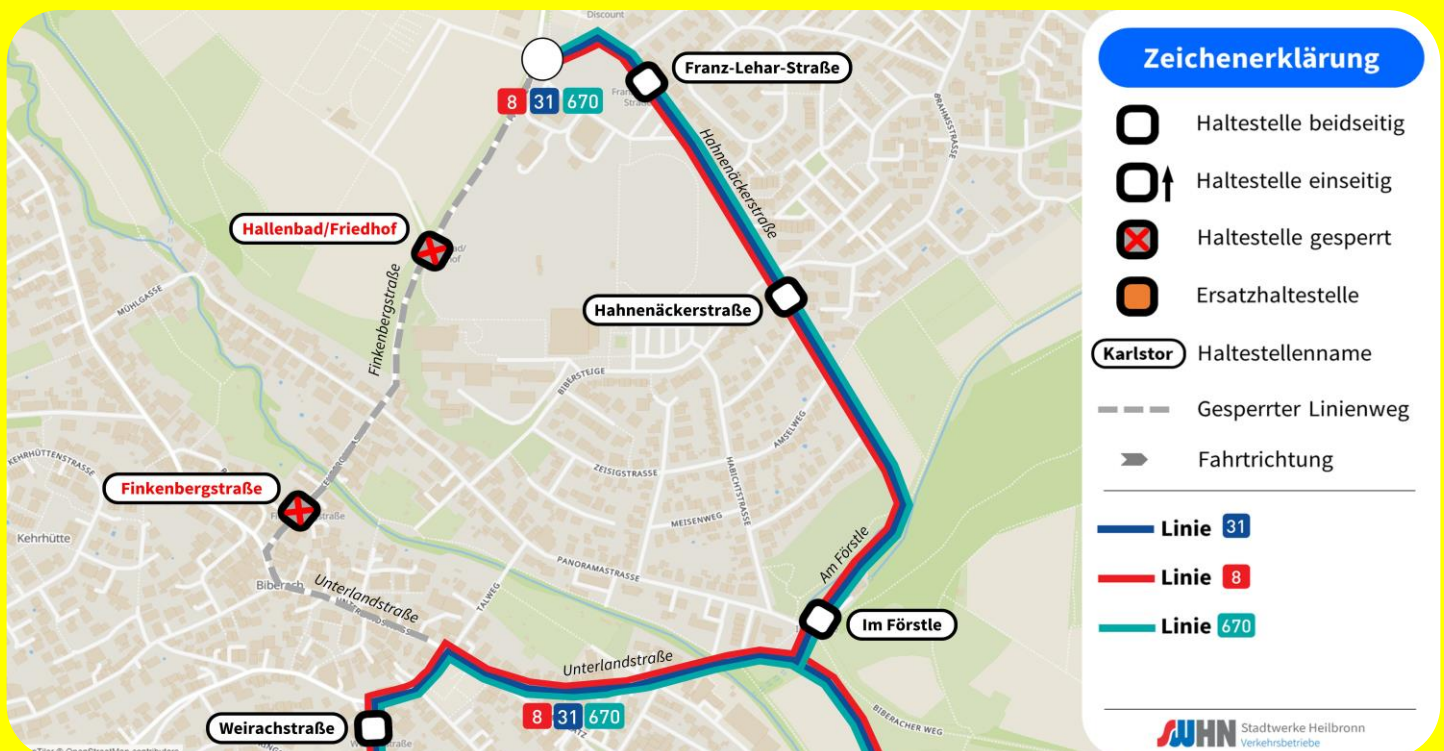 Discount
Franz-Lehar-Straße
8 31 670
BRAHMSSTRASSE
Hahnenäckerstraße
Hallenbad/Friedhof
MÜHLGASSE
Finkenbergstraße
Hahnenäckerstraße
BIBERSTEIGE
AMSELWEG
KEHRHÜTTENSTRASSE
ZEISIGSTRASSE
HABICHTSTRASSE
Finkenbergstraße
MEISENWEG
Kehrhütte
Am Förstle
PANORAMASTRASSE
Biberach
Unterlandstraße
TALWEG
Im Förstle
Unterlandstraße
8 31 670
BIBERACHER WEG
Weirachstraße
Zeichenerklärung
Haltestelle beidseitig
Haltestelle einseitig
Haltestelle gesperrt
Ersatzhaltestelle
Karlstor Haltestellenname
Gesperrter Linienweg
Fahrtrichtung
Linie 31
Linie 8
Linie 670
SWHN Stadtwerke Heilbronn
Verkehrsbetriebe